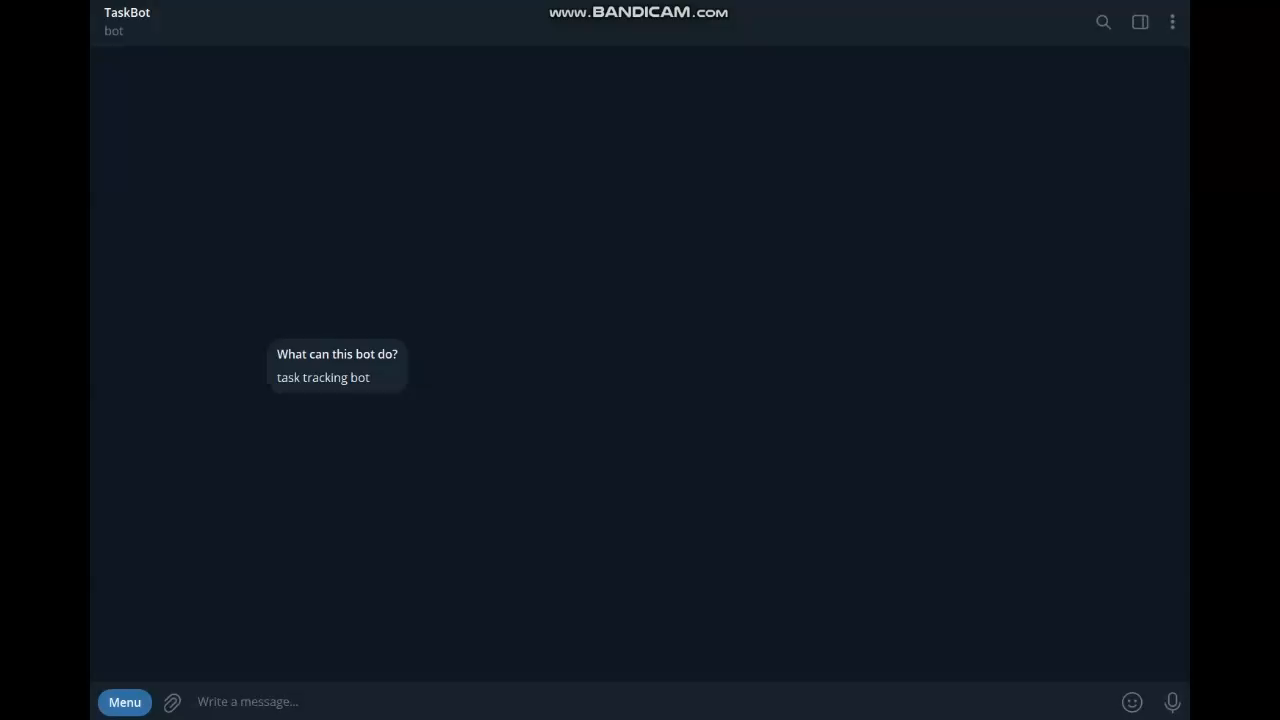 TaskBot
www.BANDICAM.com
bot
What can this bot do?
task tracking bot
Menu
Write a message...